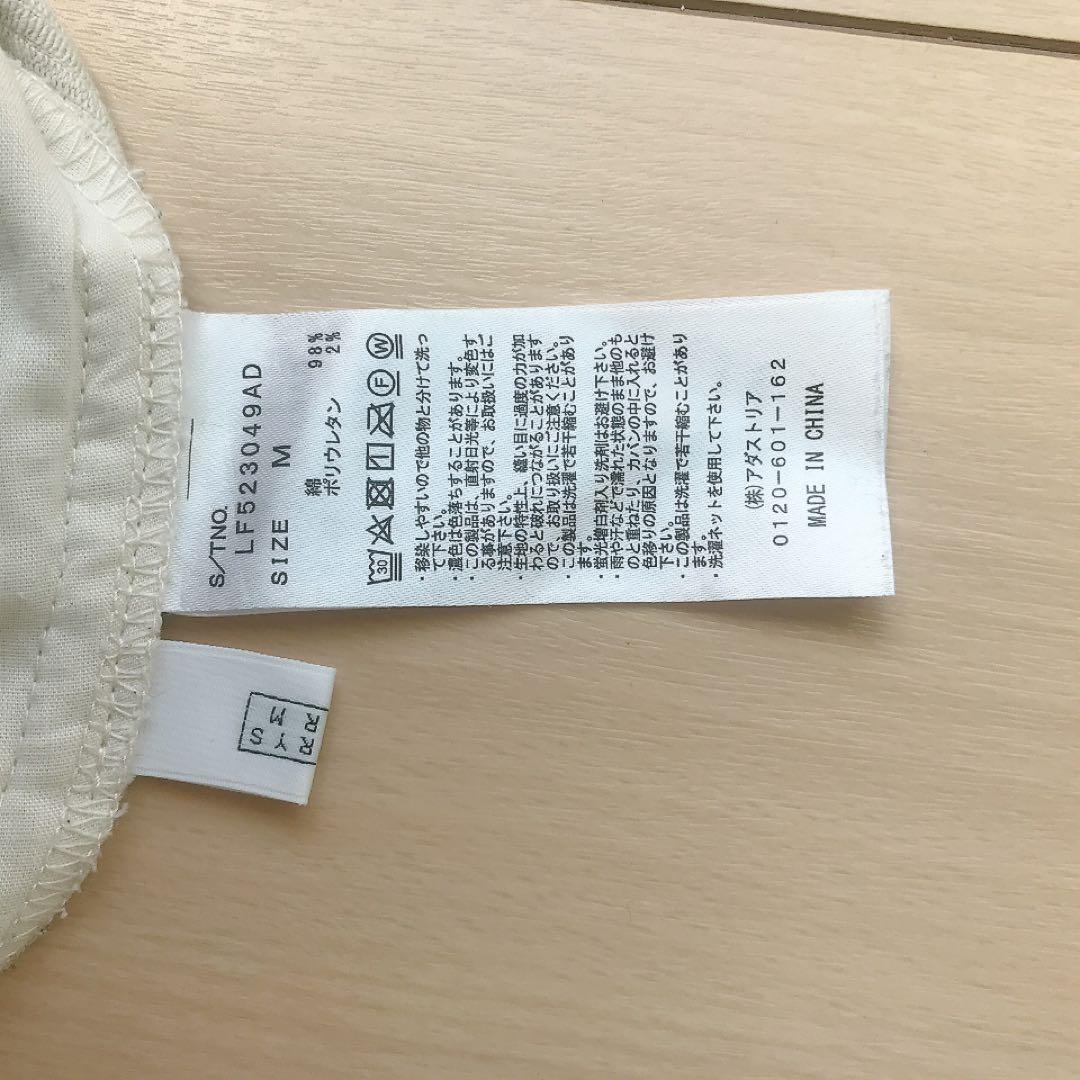 S/TNO.
LF523049AD
SIZE M
綿 98%
ポリウレタン 2%
30 1 F W
・移染しやすいので他の物と分けて洗っ
て下さい。
・濃色は色落ちすることがあります。
・この製品は、直射日光等により変色す
る事がありますので、お取扱いにはご
注意下さい。
・生地の特性上、縫い目に過度の力が加
わると破れにつながることがあります
ので、お取り扱いにご注意ください。
・この製品は洗濯で若干縮むことがあり
ます。
・蛍光増白剤入り洗剤はお避け下さい。
・雨や汗などで濡れた状態のまま他のも
のと重ねたり、カバンの中に入れると
色移りの原因となりますので、お避け
下さい。
・この製品は洗濯で若干縮むことがあり
ます。
・洗濯ネットを使用して下さい。
(株)アダストリア
0120-601-162
MADE IN CHINA
RR
YM
S